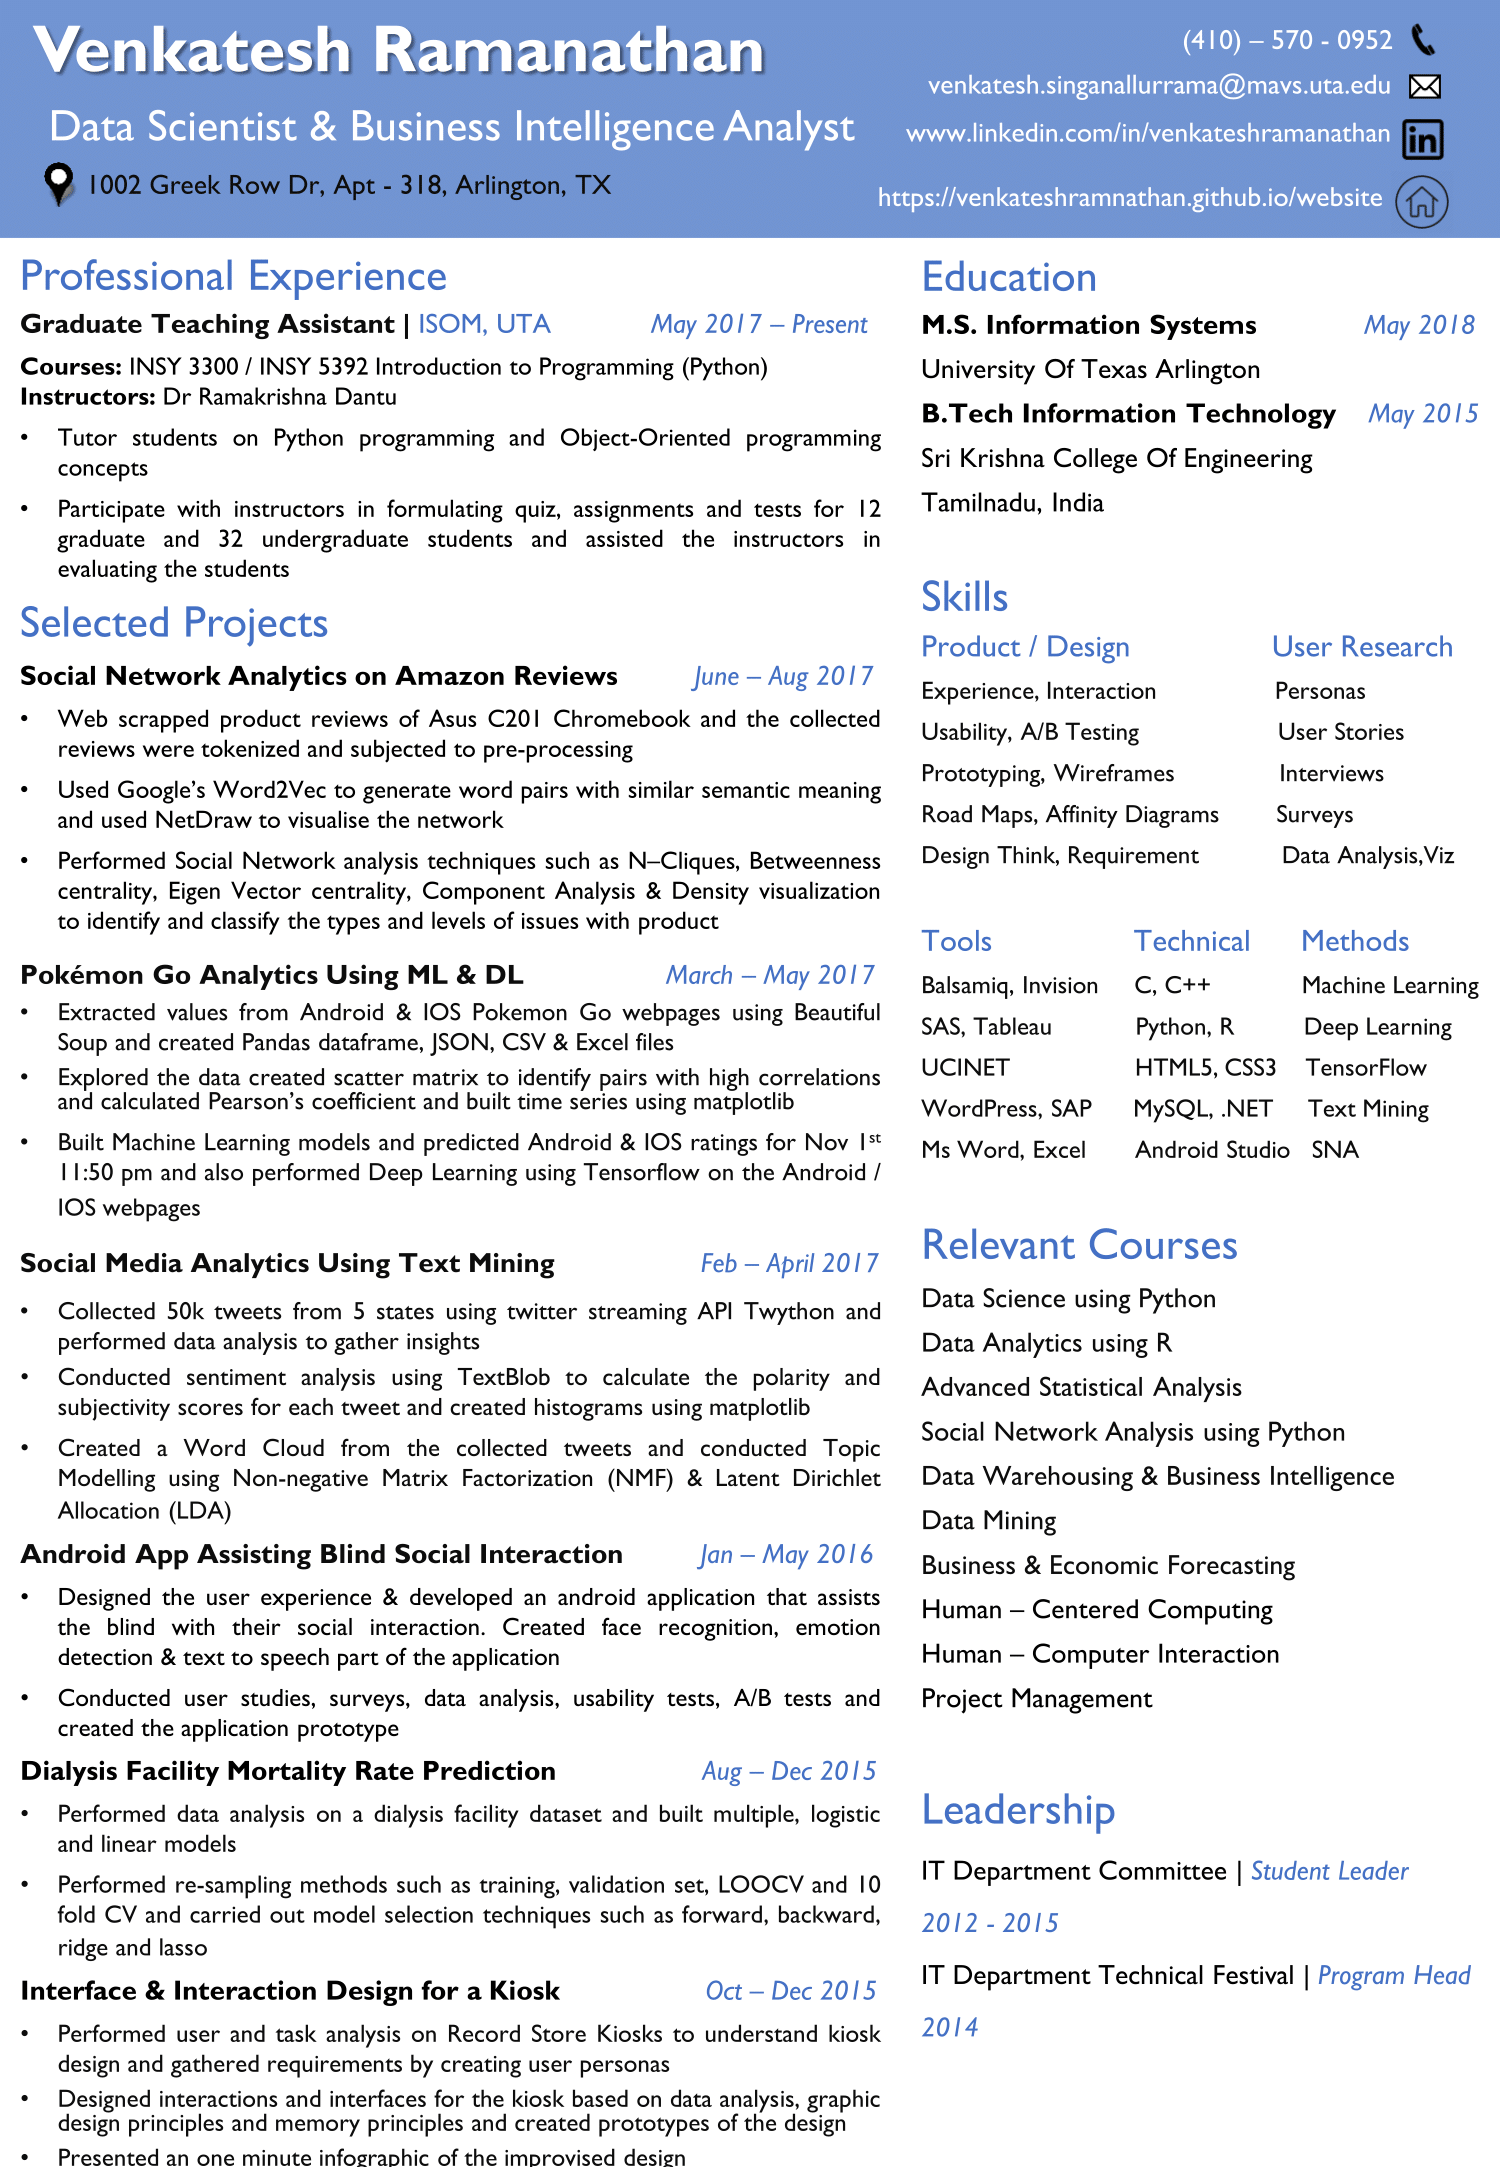 Venkatesh Ramanathan
Data Scientist & Business Intelligence Analyst
1002 Greek Row Dr, Apt - 318, Arlington, TX
(410) – 570 - 0952
venkatesh.singanallurrama@mavs.uta.edu
www.linkedin.com/in/venkateshramanathan
in
https://venkateshramnathan.github.io/website
Professional Experience
Graduate Teaching Assistant | ISOM, UTA May 2017 – Present
Courses: INSY 3300 / INSY 5392 Introduction to Programming (Python)
Instructors: Dr Ramakrishna Dantu
• Tutor students on Python programming and Object-Oriented programming
concepts
• Participate with instructors in formulating quiz, assignments and tests for 12
graduate and 32 undergraduate students and assisted the instructors in
evaluating the students
Selected Projects
Social Network Analytics on Amazon Reviews June – Aug 2017
• Web scrapped product reviews of Asus C201 Chromebook and the collected
reviews were tokenized and subjected to pre-processing
• Used Google's Word2Vec to generate word pairs with similar semantic meaning
and used NetDraw to visualise the network
• Performed Social Network analysis techniques such as N–Cliques, Betweenness
centrality, Eigen Vector centrality, Component Analysis & Density visualization
to identify and classify the types and levels of issues with product
Pokémon Go Analytics Using ML & DL March – May 2017
• Extracted values from Android & IOS Pokemon Go webpages using Beautiful
Soup and created Pandas dataframe, JSON, CSV & Excel files
• Explored the data created scatter matrix to identify pairs with high correlations
and calculated Pearson's coefficient and built time series using matplotlib
• Built Machine Learning models and predicted Android & IOS ratings for Nov 1st
11:50 pm and also performed Deep Learning using Tensorflow on the Android /
IOS webpages
Social Media Analytics Using Text Mining Feb – April 2017
• Collected 50k tweets from 5 states using twitter streaming API Twython and
performed data analysis to gather insights
• Conducted sentiment analysis using TextBlob to calculate the polarity and
subjectivity scores for each tweet and created histograms using matplotlib
• Created a Word Cloud from the collected tweets and conducted Topic
Modelling using Non-negative Matrix Factorization (NMF) & Latent Dirichlet
Allocation (LDA)
Android App Assisting Blind Social Interaction Jan – May 2016
• Designed the user experience & developed an android application that assists
the blind with their social interaction. Created face recognition, emotion
detection & text to speech part of the application
• Conducted user studies, surveys, data analysis, usability tests, A/B tests and
created the application prototype
Dialysis Facility Mortality Rate Prediction Aug – Dec 2015
• Performed data analysis on a dialysis facility dataset and built multiple, logistic
and linear models
• Performed re-sampling methods such as training, validation set, LOOCV and 10
fold CV and carried out model selection techniques such as forward, backward,
ridge and lasso
Interface & Interaction Design for a Kiosk Oct – Dec 2015
• Performed user and task analysis on Record Store Kiosks to understand kiosk
design and gathered requirements by creating user personas
• Designed interactions and interfaces for the kiosk based on data analysis, graphic
design principles and memory principles and created prototypes of the design
• Presented an one minute infographic of the improvised design
Education
M.S. Information Systems May 2018
University Of Texas Arlington
B.Tech Information Technology May 2015
Sri Krishna College Of Engineering
Tamilnadu, India
Skills
Product / Design User Research
Experience, Interaction Personas
Usability, A/B Testing User Stories
Prototyping, Wireframes Interviews
Road Maps, Affinity Diagrams Surveys
Design Think, Requirement Data Analysis,Viz
Tools Technical Methods
Balsamiq, Invision C, C++ Machine Learning
SAS, Tableau Python, R Deep Learning
UCINET HTML5, CSS3 TensorFlow
WordPress, SAP MySQL, .NET Text Mining
Ms Word, Excel Android Studio SNA
Relevant Courses
Data Science using Python
Data Analytics using R
Advanced Statistical Analysis
Social Network Analysis using Python
Data Warehousing & Business Intelligence
Data Mining
Business & Economic Forecasting
Human – Centered Computing
Human – Computer Interaction
Project Management
Leadership
IT Department Committee | Student Leader
2012 - 2015
IT Department Technical Festival | Program Head
2014